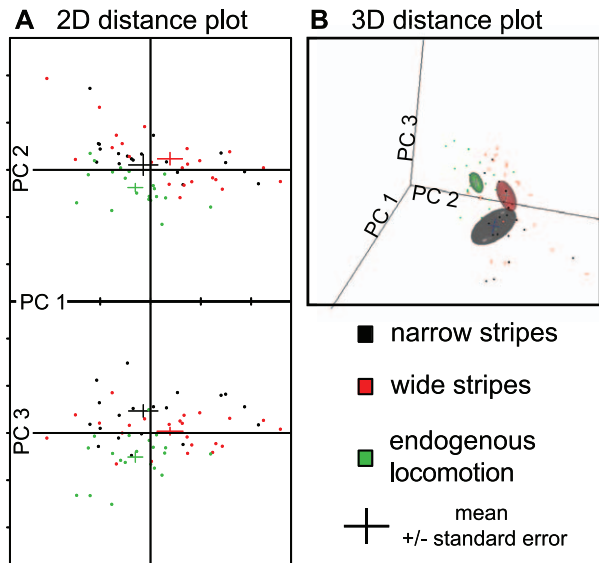 A 2D distance plot
B 3D distance plot
PC 2
PC 1
PC 3
PC 3
PC 2
PC 1
narrow stripes
wide stripes
endogenous
locomotion
mean
+/- standard error